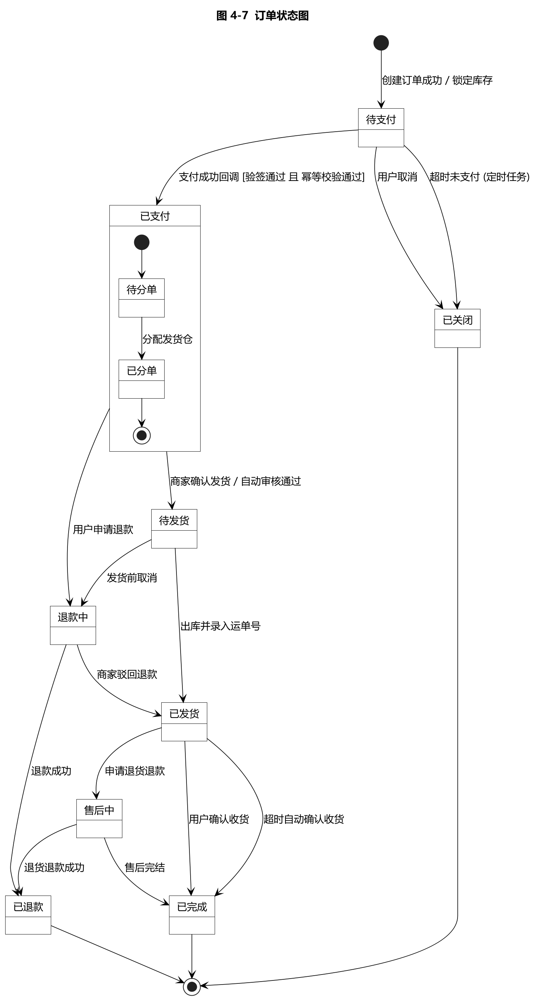 图 4-7 订单状态图
创建订单成功 / 锁定库存
待支付
支付成功回调 [验签通过 且 幂等校验通过]
用户取消
超时未支付 (定时任务)
已支付
待分单
已关闭
分配发货仓
已分单
商家确认发货 / 自动审核通过
待发货
用户申请退款
发货前取消
退款中
出库并录入运单号
商家驳回退款
已发货
退款成功
申请退货退款
售后中
用户确认收货
超时自动确认收货
退货退款成功
售后完结
已退款
已完成